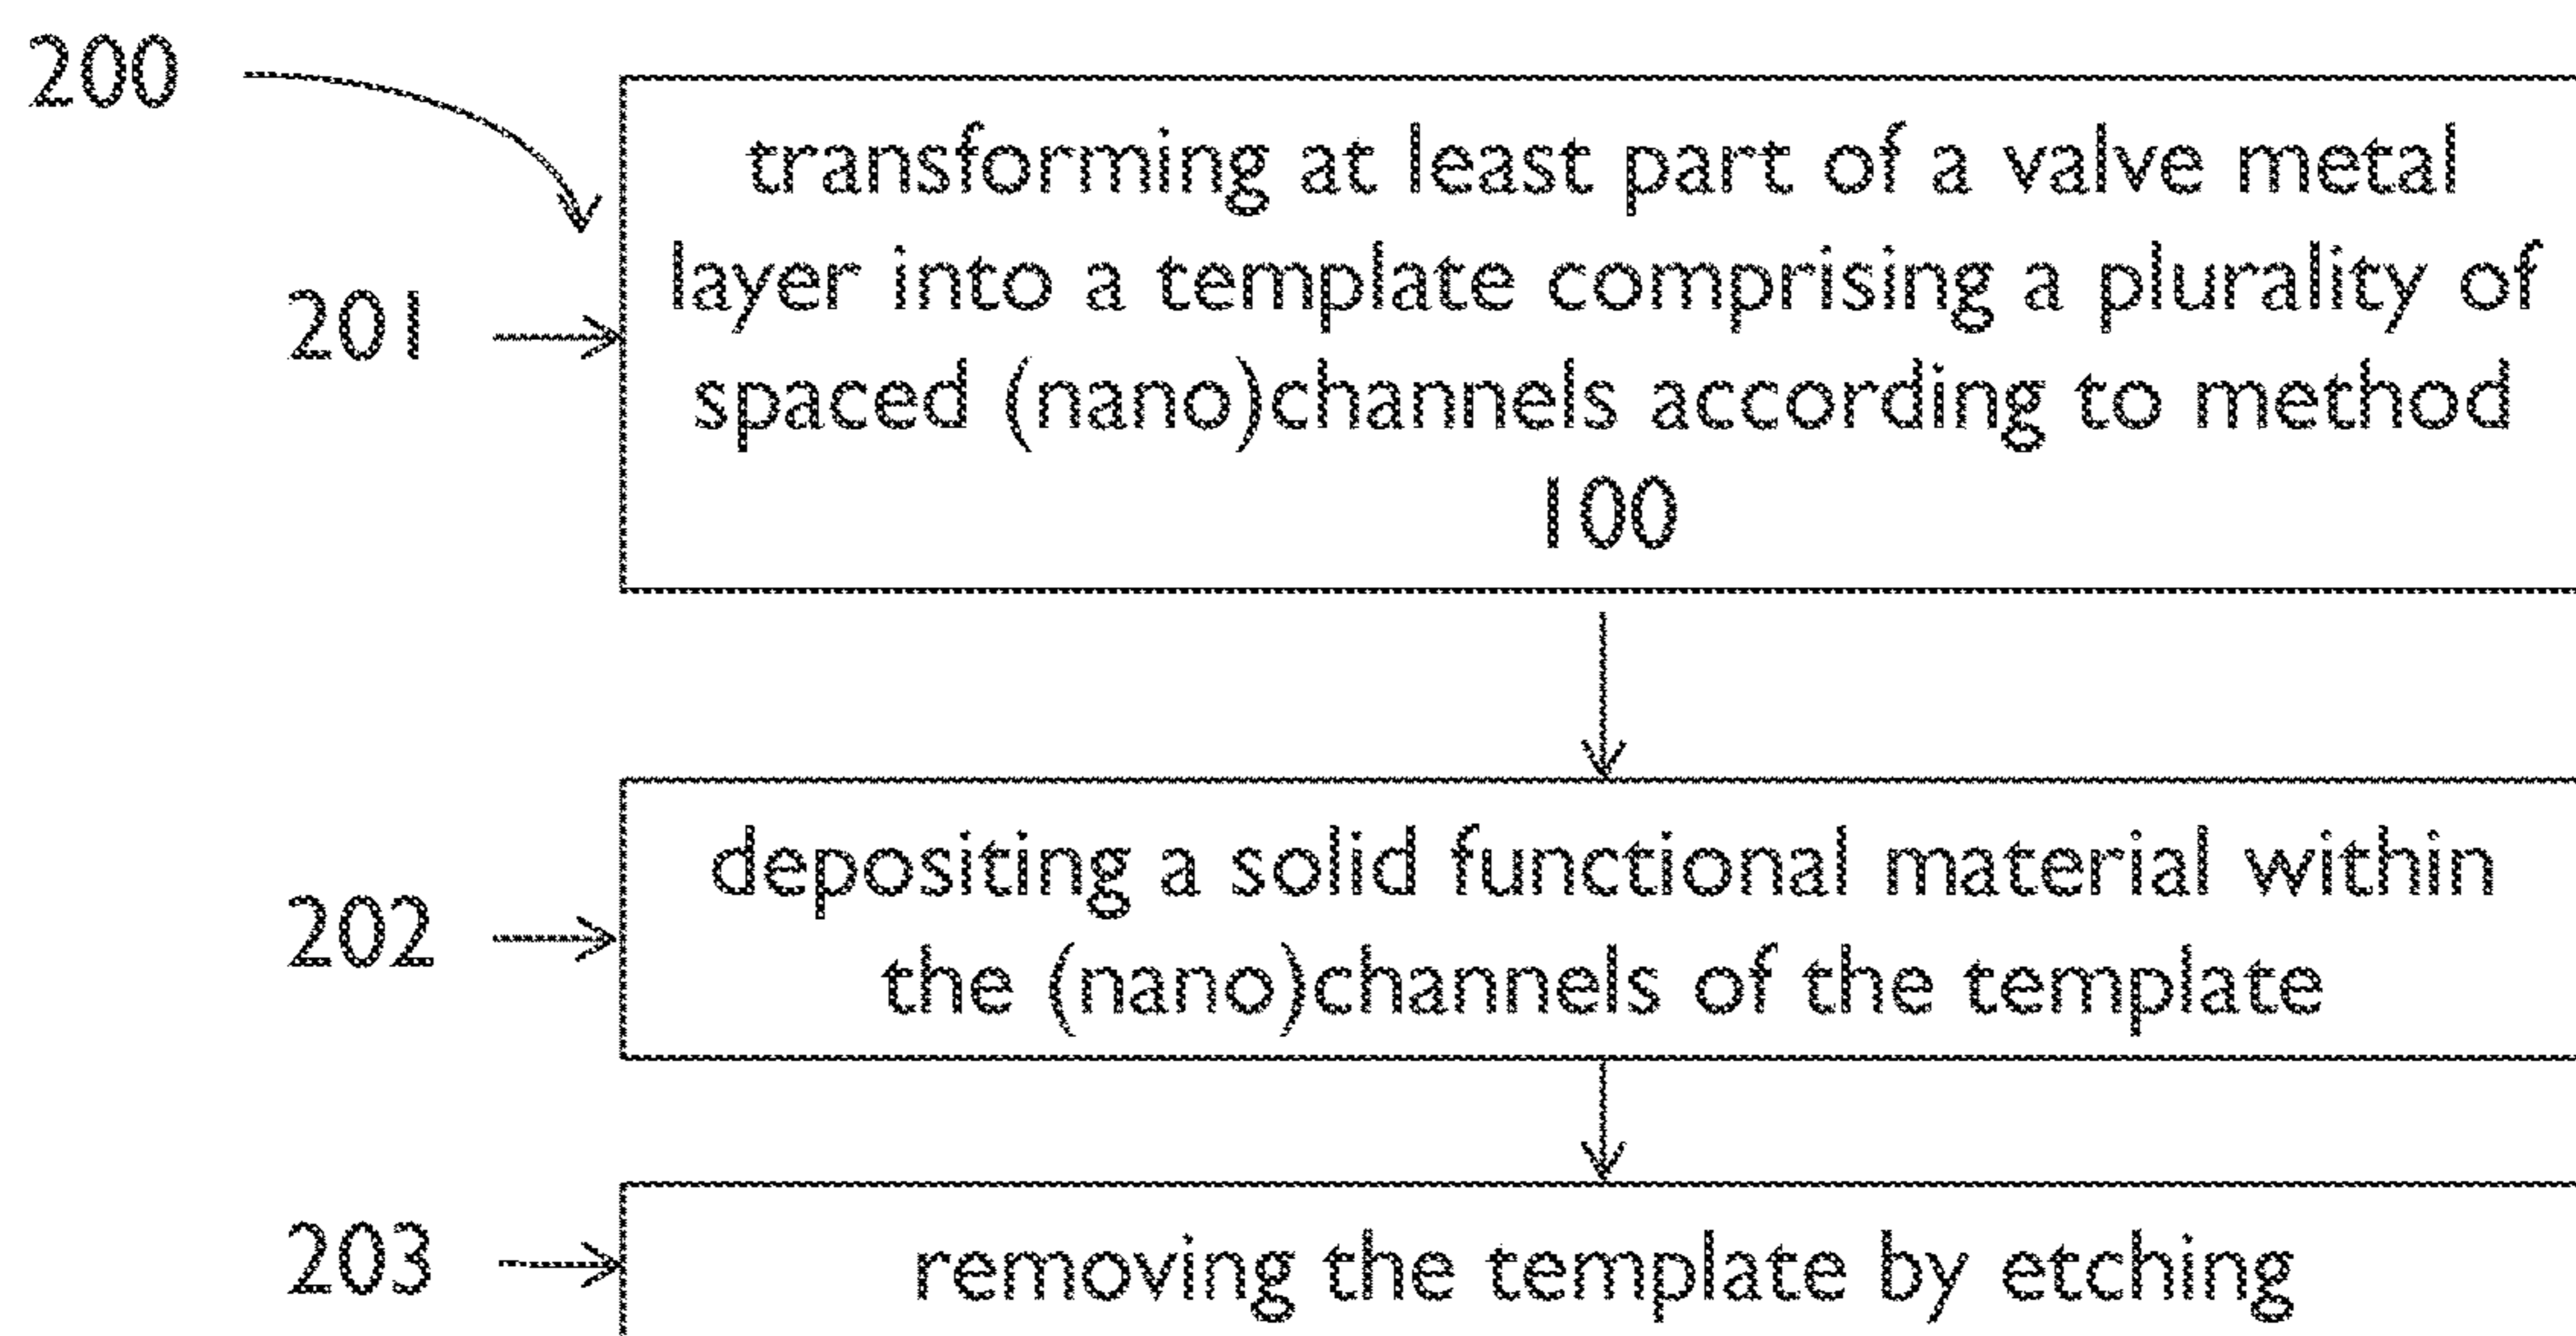 200
201
transforming at least part of a valve metal
layer into a template comprising a plurality of
spaced (nano)channels according to method
100
202
depositing a solid functional material within
the (nano)channels of the template
203
removing the template by etching